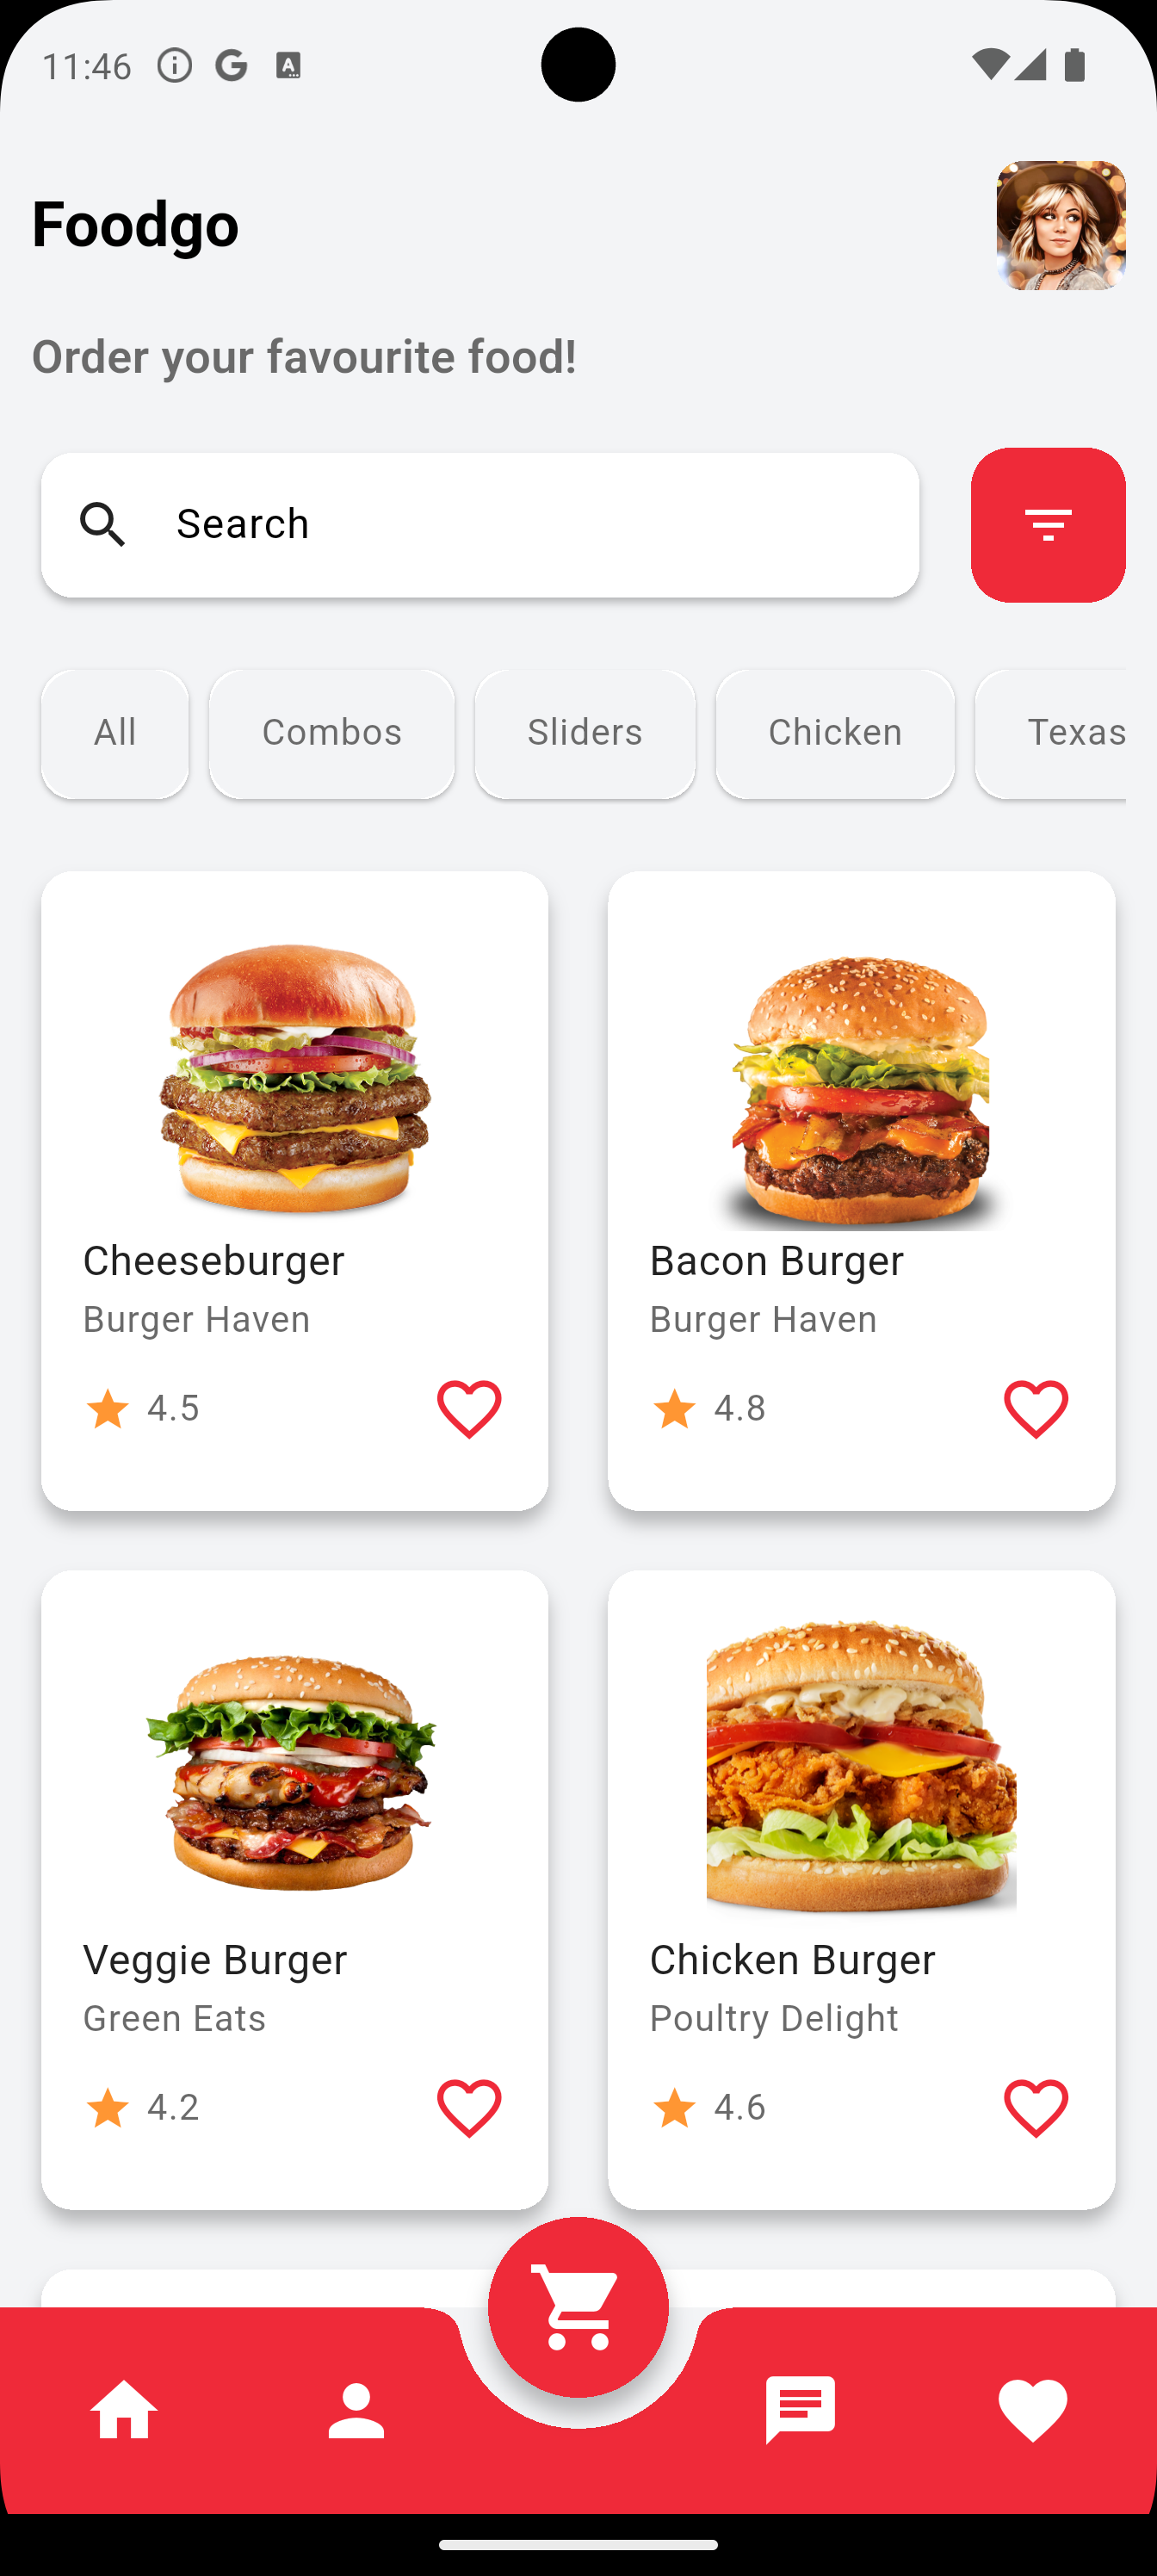 11:46
Foodgo
Order your favourite food!
Search
All Combos Sliders Chicken Texas
Cheeseburger Bacon Burger
Burger Haven Burger Haven
4.5 4.8
Veggie Burger Chicken Burger
Green Eats Poultry Delight
4.2 4.6